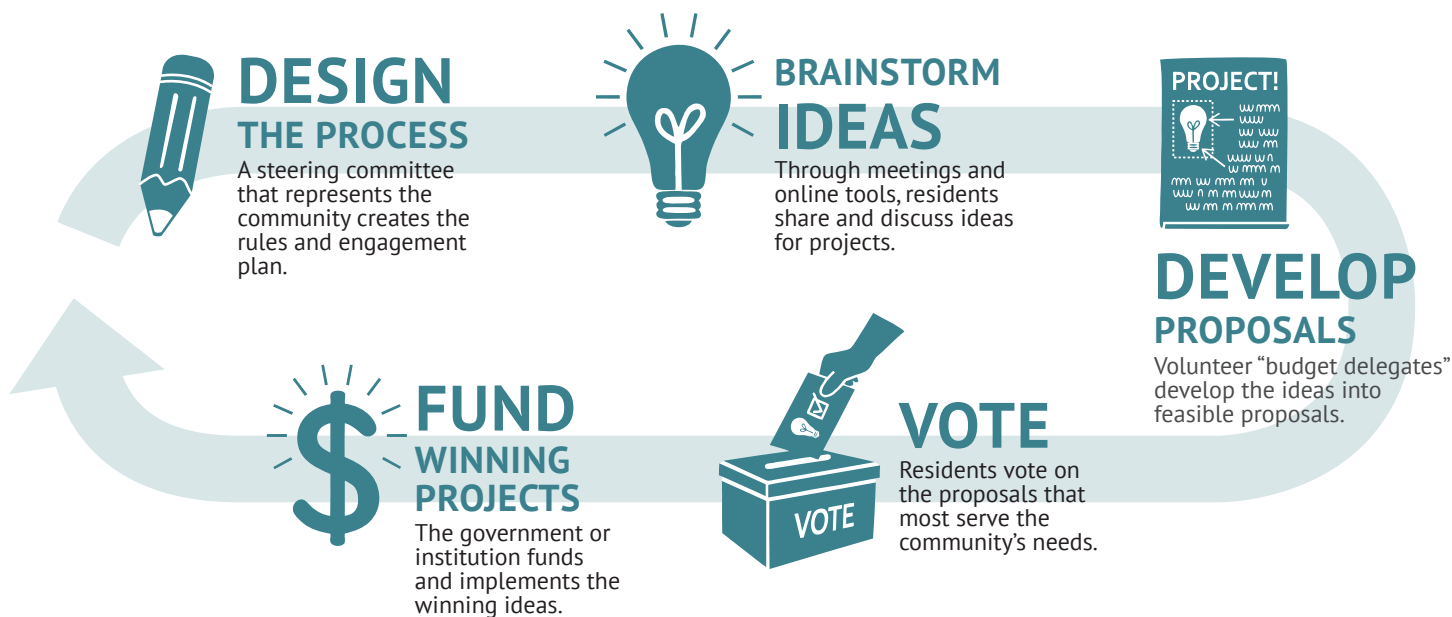 DESIGN
THE PROCESS
A steering committee
that represents the
community creates the
rules and engagement
plan.
BRAINSTORM
IDEAS
Through meetings and
online tools, residents
share and discuss ideas
for projects.
PROJECT!
DEVELOP
PROPOSALS
Volunteer “budget delegates”
develop the ideas into
feasible proposals.
VOTE
VOTE
Residents vote on
the proposals that
most serve the
community’s needs.
FUND
WINNING
PROJECTS
The government or
institution funds
and implements the
winning ideas.